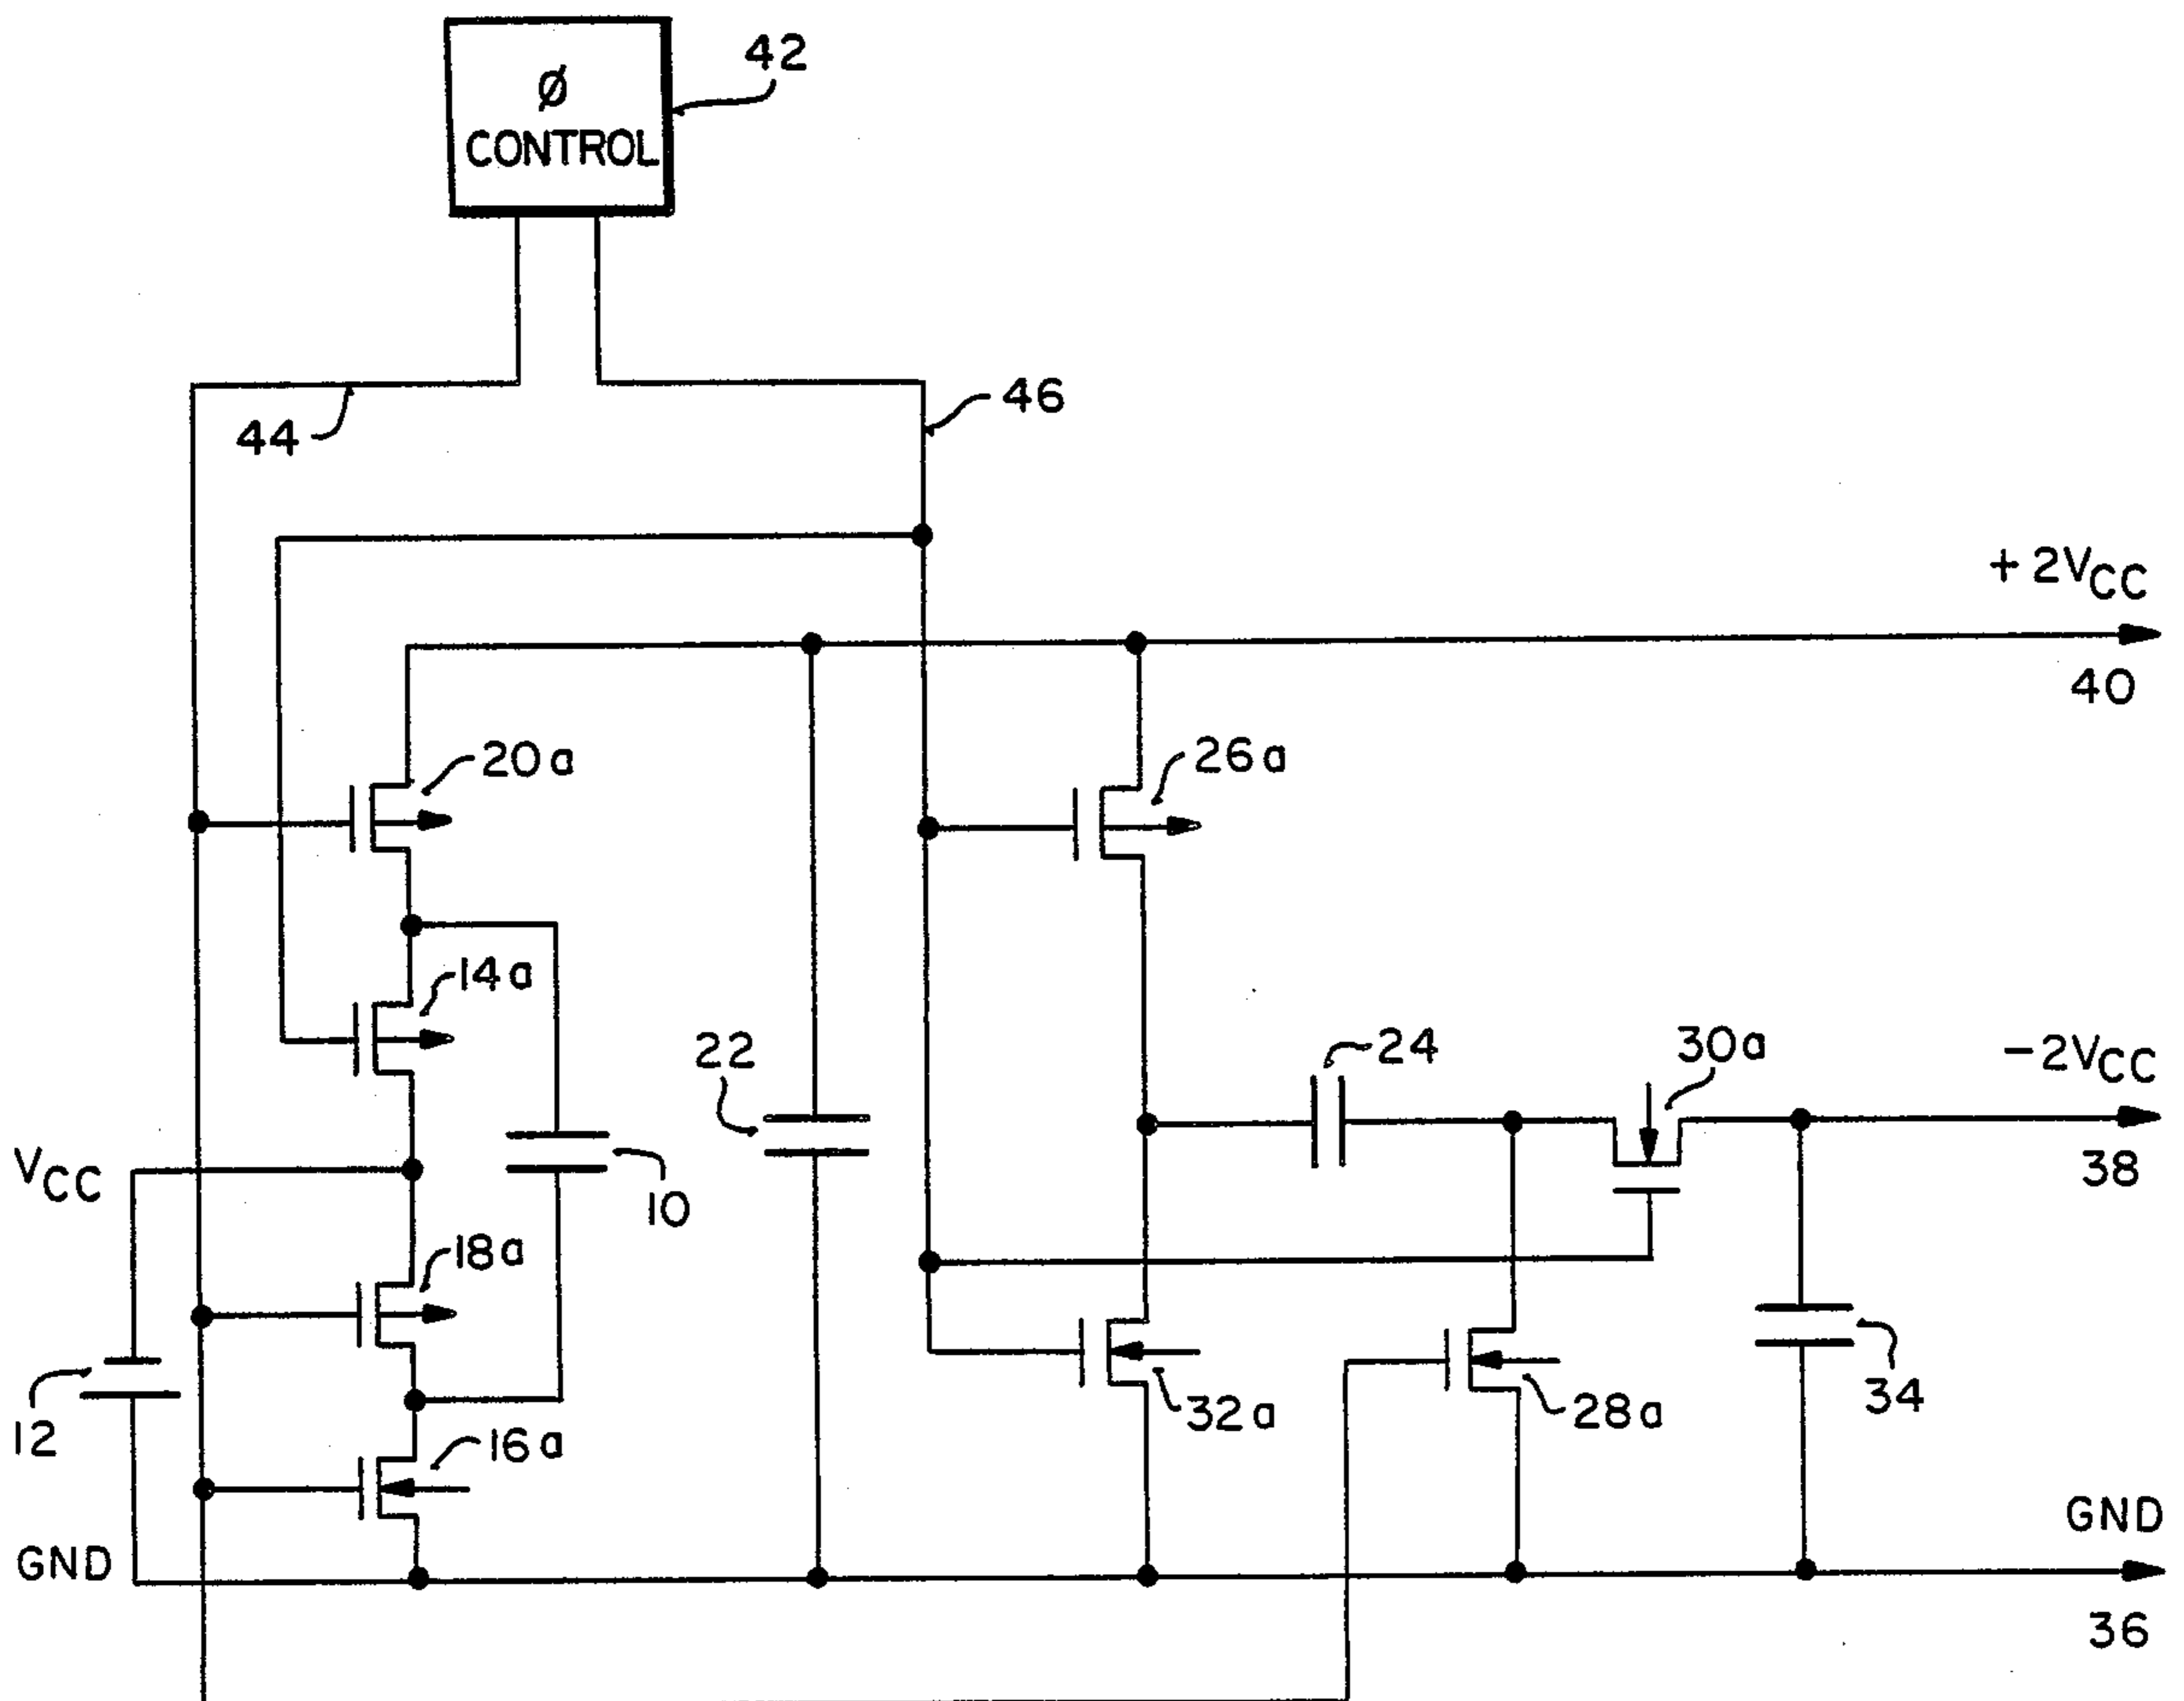 42
Ø
CONTROL
44
46
+2VCC
40
20a
26a
14a
22
24
30a
-2VCC
38
VCC
10
18a
12
16a
32a
28a
34
GND
GND
36